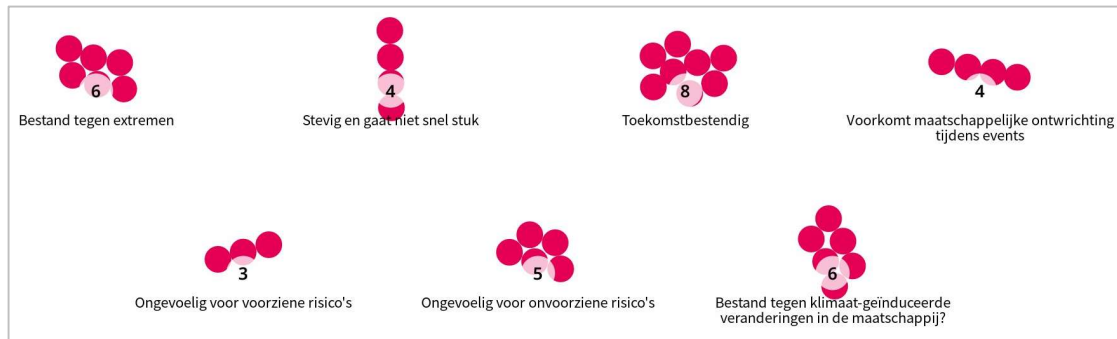 6
4
8
4
Bestand tegen extremen
Stevig en gaat niet snel stuk
Toekomstbestendig
Voorkomt maatschappelijke ontwrichting
tijdens events
3
5
6
Ongevoelig voor voorziene risico's
Ongevoelig voor onvoorziene risico's
Bestand tegen klimaat-geïnduceerde
veranderingen in de maatschappij?